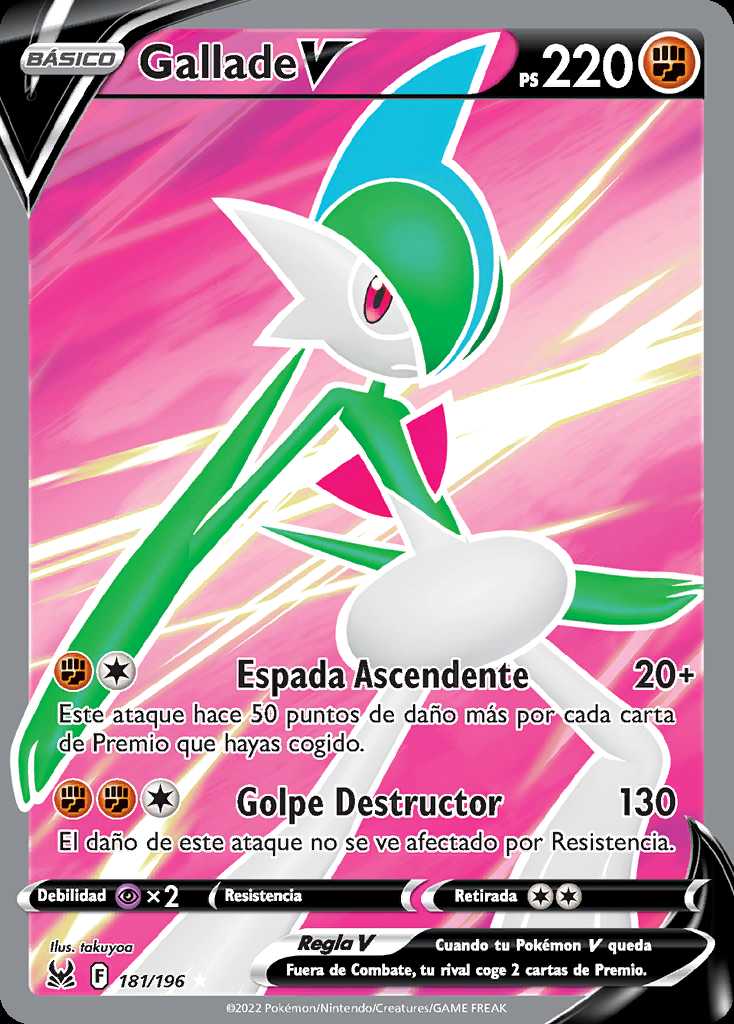 BÁSICO
Gallade V
PS 220
Espada Ascendente 20+
Este ataque hace 50 puntos de daño más por cada carta
de Premio que hayas cogido.
Golpe Destructor 130
El daño de este ataque no se ve afectado por Resistencia.
Debilidad ×2 Resistencia Retirada
Ilus. takuyoa
Regla V Cuando tu Pokémon V queda
Fuera de Combate, tu rival coge 2 cartas de Premio.
F 181/196
©2022 Pokémon/Nintendo/Creatures/GAME FREAK